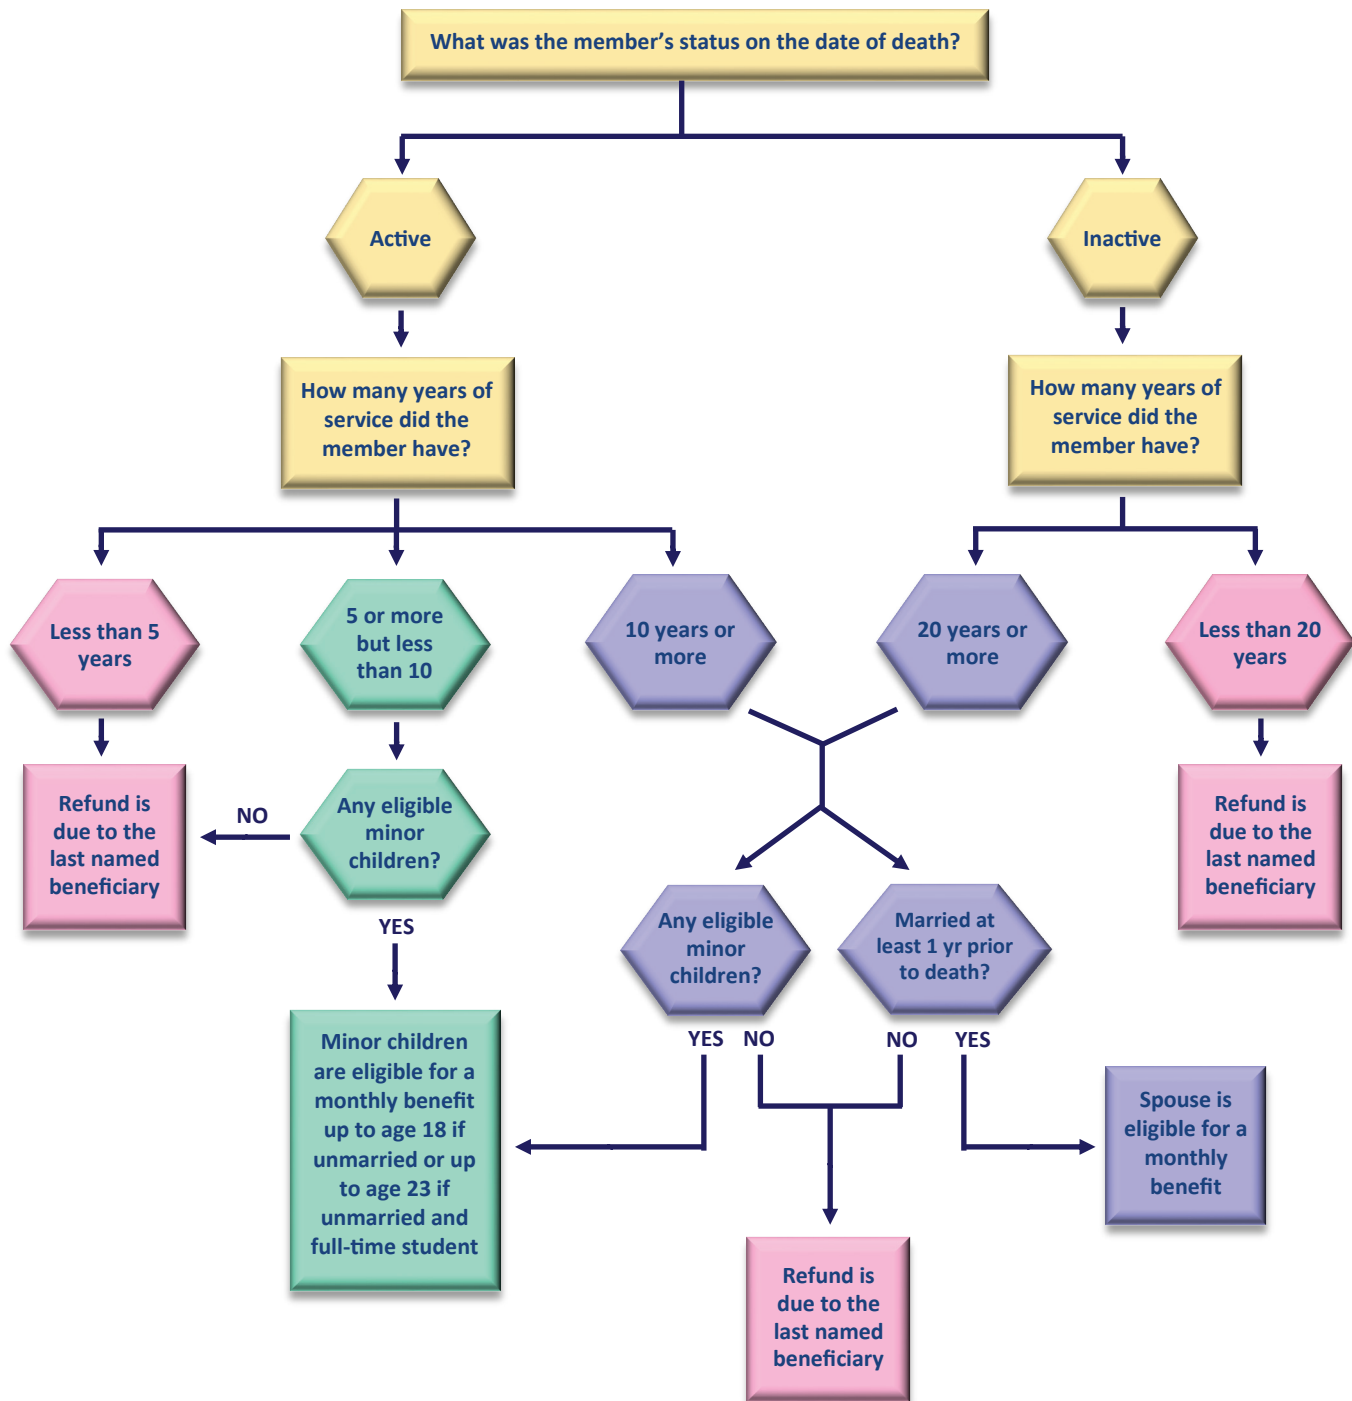 What was the member's status on the date of death?
Active
Inactive
How many years of
service did the
member have?
How many years of
service did the
member have?
Less than 5
years
5 or more
but less
than 10
10 years or
more
20 years or
more
Less than 20
years
Refund is
due to the
last named
beneficiary
NO
Any eligible
minor
children?
Refund is
due to the
last named
beneficiary
YES
Any eligible
minor
children?
Married at
least 1 yr prior
to death?
Minor children
are eligible for a
monthly benefit
up to age 18 if
unmarried or up
to age 23 if
unmarried and
full-time student
YES
NO
NO
YES
Spouse is
eligible for a
monthly
benefit
Refund is
due to the
last named
beneficiary